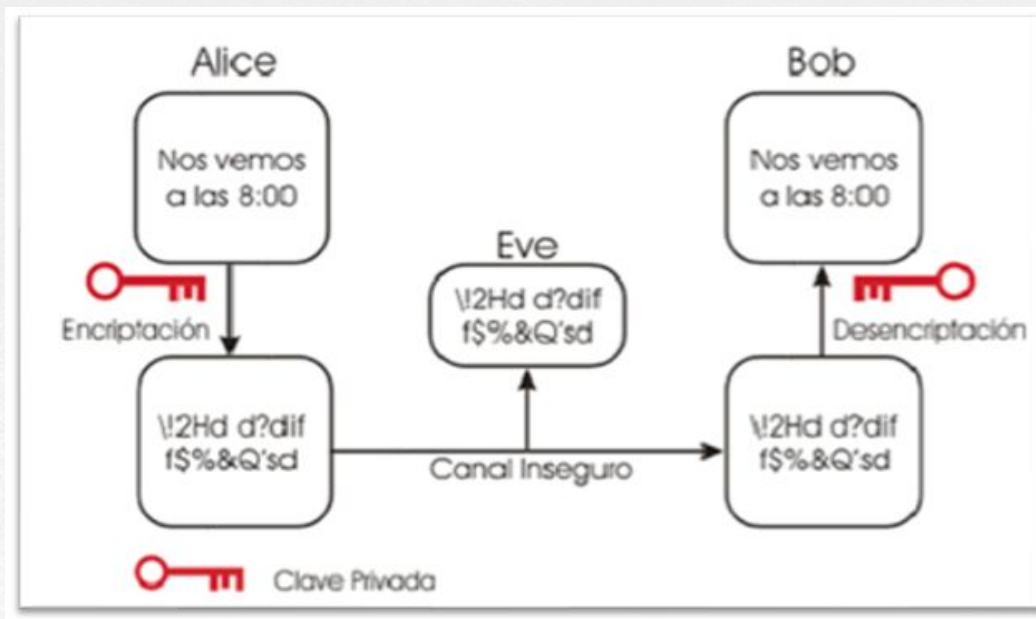 Alice
Nos vemos
a las 8:00
Encriptación
\!2Hd d?dif
f$%&Q'sd
Eve
\!2Hd d?dif
f$%&Q'sd
Canal Inseguro
Bob
Nos vemos
a las 8:00
Desencriptación
\!2Hd d?dif
f$%&Q'sd
Clave Privada